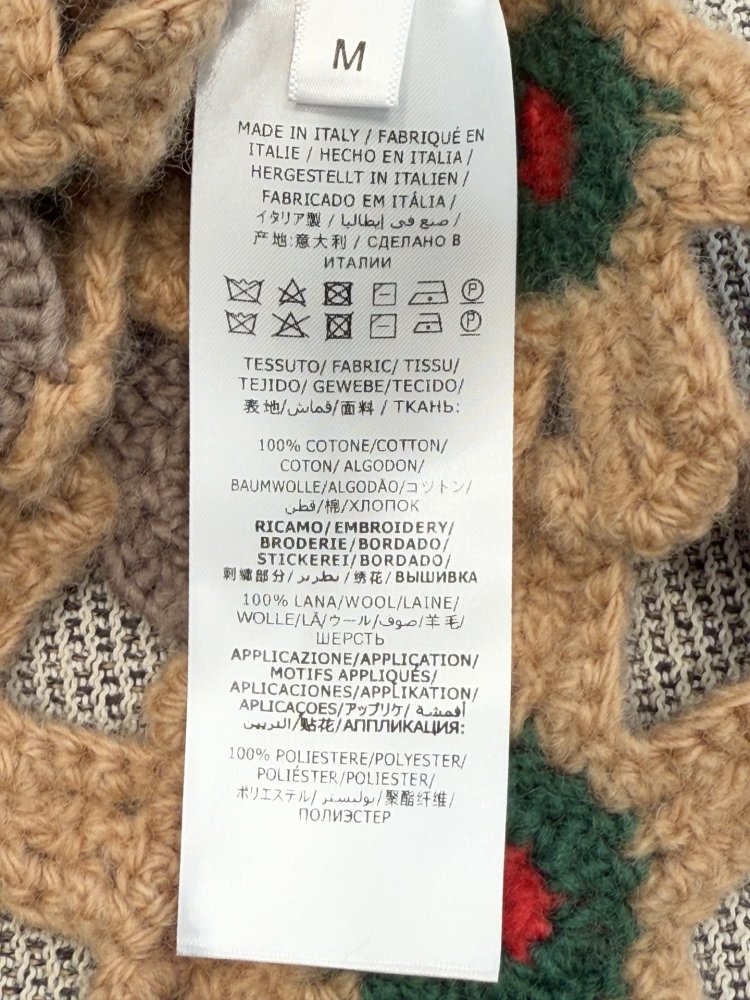 M
MADE IN ITALY / FABRIQUÉ EN
ITALIE / HECHO EN ITALIA /
HERGESTELLT IN ITALIEN /
FABRICADO EM ITÁLIA /
イタリア製 / صنع في إيطاليا /
产地:意大利 / СДЕЛАНО В
ИТАЛИИ
P
P
TESSUTO/ FABRIC/ TISSU/
TEJIDO/ GEWEBE/TECIDO/
表地/قماش/面料 / ТКАНЬ:
100% COTONE/COTTON/
COTON/ ALGODON/
BAUMWOLLE/ALGODÃO/コットン/
قطن/棉/ХЛОПОК
RICAMO/ EMBROIDERY/
BRODERIE/ BORDADO/
STICKEREI/ BORDADO/
刺繍部分/ تطريز / 绣花/ ВЫШИВКА
100% LANA/WOOL/LAINE/
WOLLE/LÃ/ウール/صوف/羊毛/
ШЕРСТЬ
APPLICAZIONE/APPLICATION/
MOTIFS APPLIQUÉS/
APLICACIONES/APPLIKATION/
APLICAÇOES/アップリケ/ أقمشة
التزيين/贴花/АППЛИКАЦИЯ:
100% POLIESTERE/POLYESTER/
POLIÉSTER/POLIESTER/
ポリエステル/ بوليستر/聚酯纤维/
ПОЛИЭСТЕР